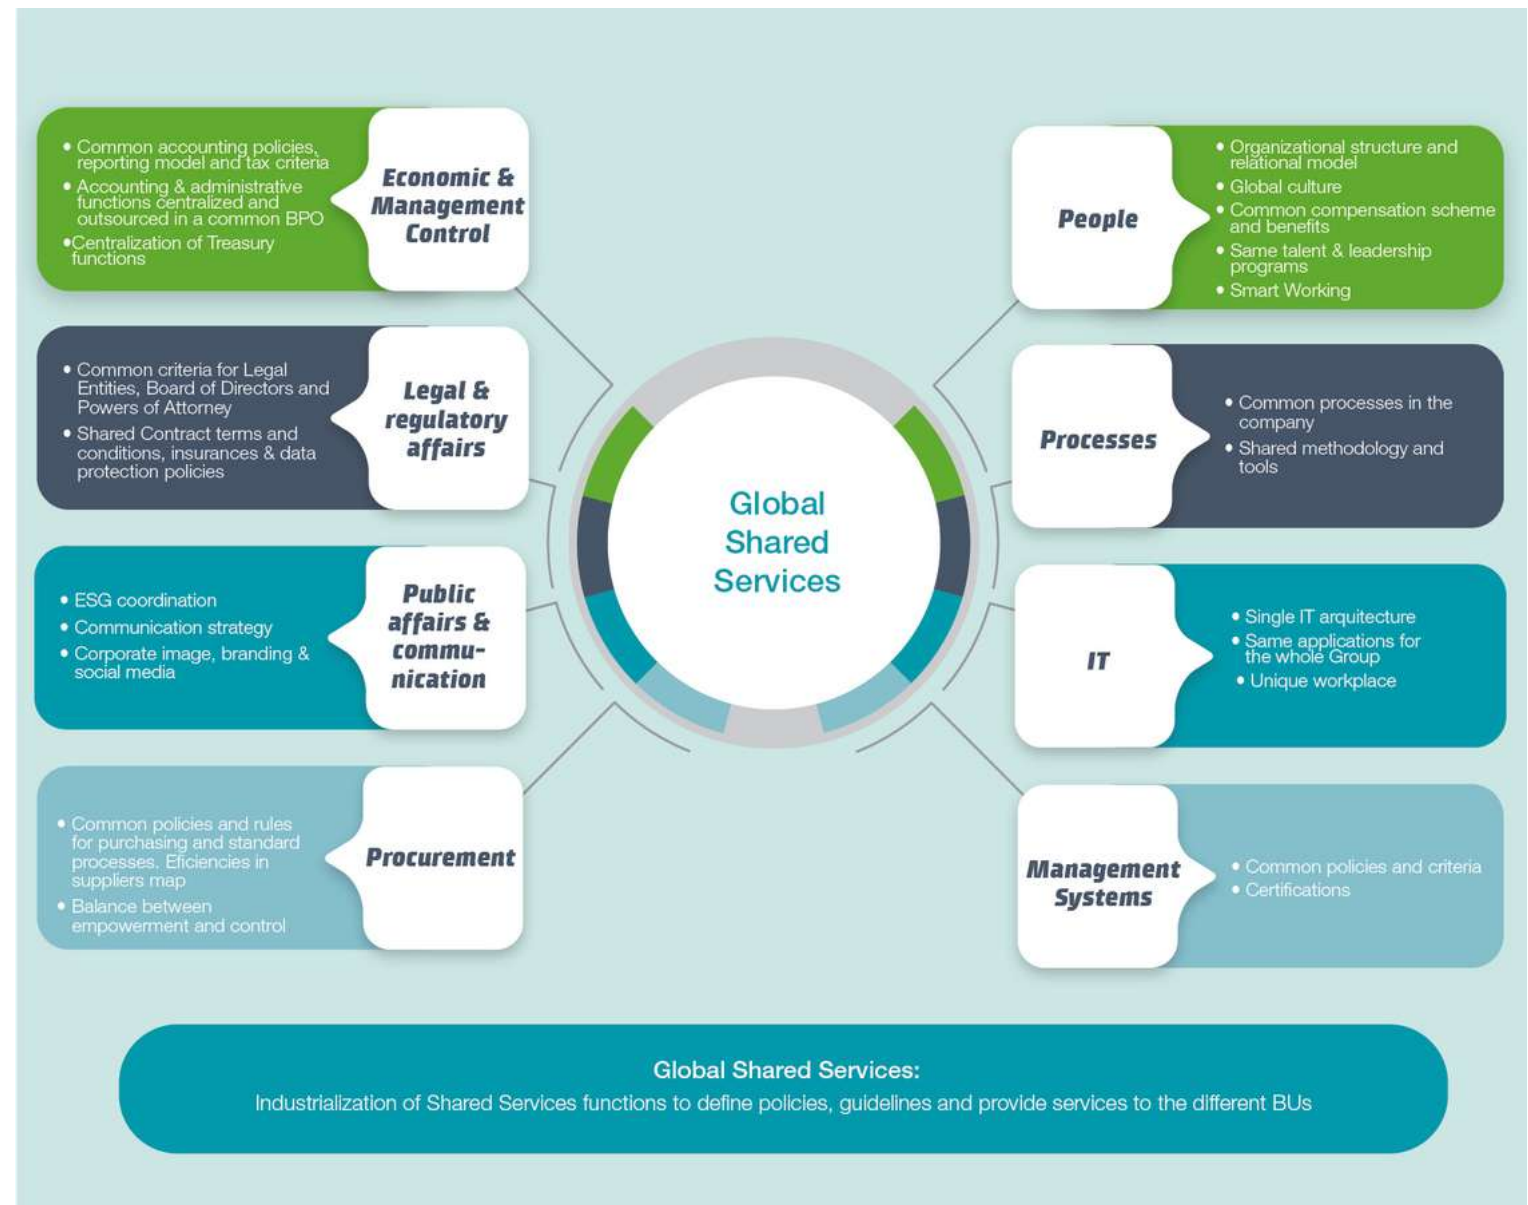 • Common accounting policies,
reporting model and tax criteria
• Accounting & administrative
functions centralized and
outsourced in a common BPO
•Centralization of Treasury
functions
Economic &
Management
Control
• Common criteria for Legal
Entities, Board of Directors and
Powers of Attorney
• Shared Contract terms and
conditions, insurances & data
protection policies
Legal &
regulatory
affairs
• ESG coordination
• Communication strategy
• Corporate image, branding &
social media
Public
affairs &
commu-
nication
• Common policies and rules
for purchasing and standard
processes. Eficiencies in
suppliers map
• Balance between
empowerment and control
Procurement
Global
Shared
Services
People
• Organizational structure and
relational model
• Global culture
• Common compensation scheme
and benefits
• Same talent & leadership
programs
• Smart Working
Processes
• Common processes in the
company
• Shared methodology and
tools
IT
• Single IT arquitecture
• Same applications for
the whole Group
• Unique workplace
Management
Systems
• Common policies and criteria
• Certifications
Global Shared Services:
Industrialization of Shared Services functions to define policies, guidelines and provide services to the different BUs